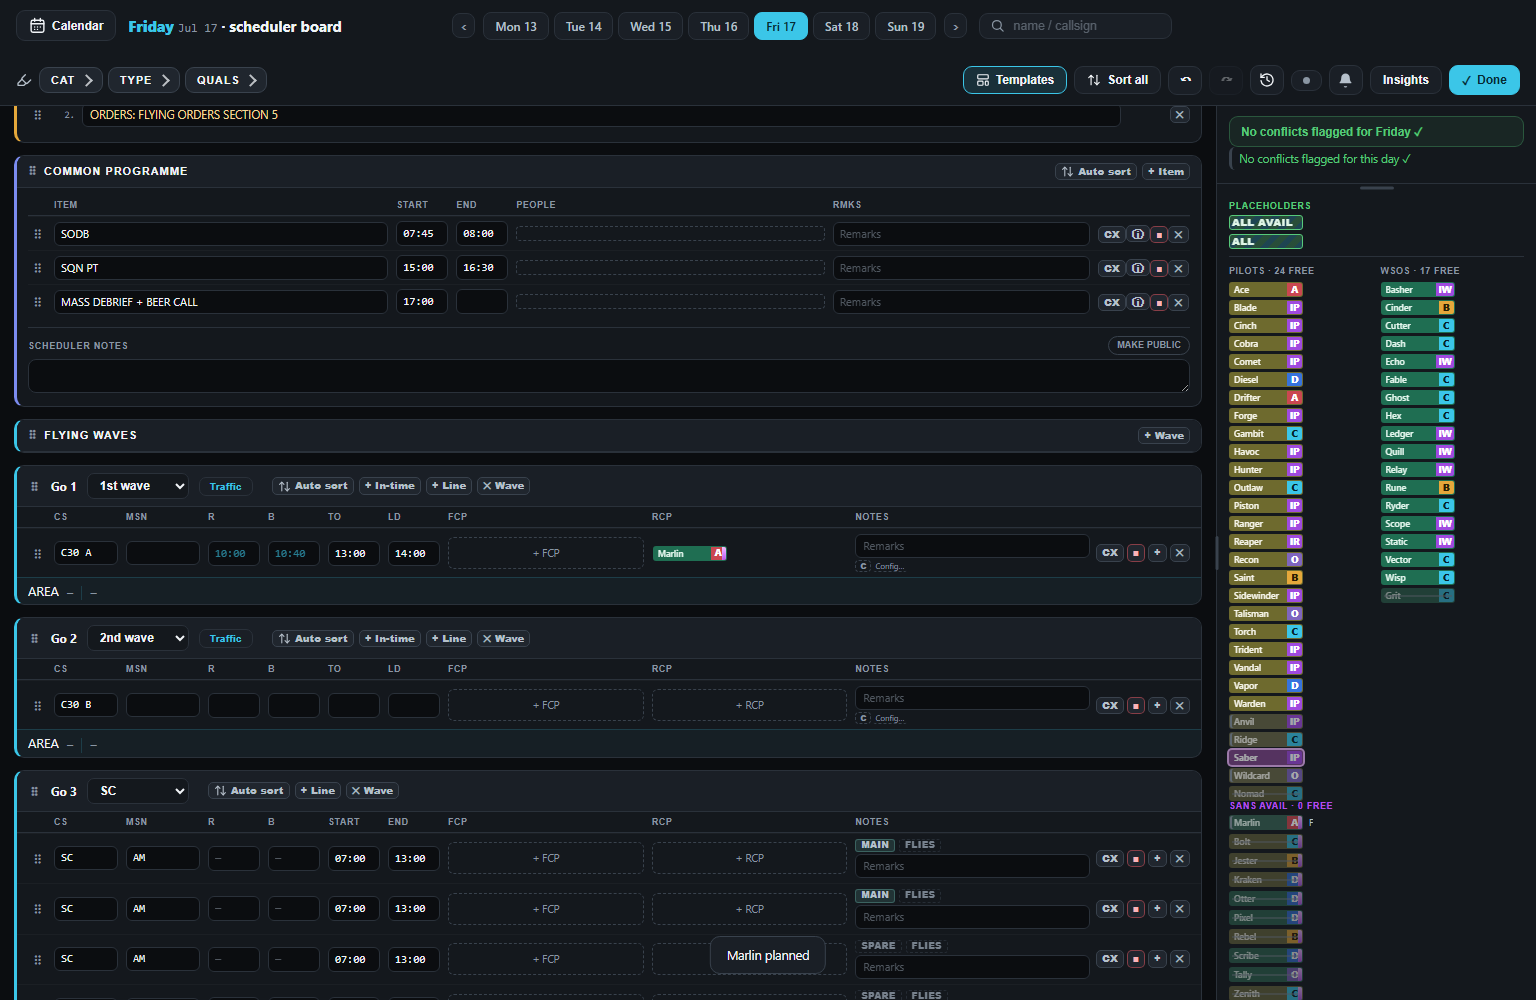 Calendar
Friday Jul 17 · scheduler board
‹ Mon 13 Tue 14 Wed 15 Thu 16 Fri 17 Sat 18 Sun 19 ›
name / callsign
CAT TYPE QUALS
Templates Sort all Insights ✓ Done
2. ORDERS: FLYING ORDERS SECTION 5
COMMON PROGRAMME Auto sort + Item
ITEM START END PEOPLE RMKS
SODB 07:45 08:00 Remarks CX
SQN PT 15:00 16:30 Remarks CX
MASS DEBRIEF + BEER CALL 17:00 Remarks CX
SCHEDULER NOTES MAKE PUBLIC
FLYING WAVES + Wave
Go 1 1st wave Traffic Auto sort + In-time + Line X Wave
CS MSN R B TO LD FCP RCP NOTES
C30 A 10:00 10:40 13:00 14:00 + FCP Marlin A Remarks CX
C Config...
AREA – –
Go 2 2nd wave Traffic Auto sort + In-time + Line X Wave
CS MSN R B TO LD FCP RCP NOTES
C30 B + FCP + RCP Remarks CX
C Config...
AREA – –
Go 3 SC Auto sort + Line X Wave
CS MSN R B START END FCP RCP NOTES
MAIN FLIES
SC AM – – 07:00 13:00 + FCP + RCP Remarks CX
MAIN FLIES
SC AM – – 07:00 13:00 + FCP + RCP Remarks CX
SPARE FLIES
SC AM – – 07:00 13:00 + FCP Remarks CX
Marlin planned
SPARE FLIES
No conflicts flagged for Friday ✓
No conflicts flagged for this day ✓
PLACEHOLDERS
ALL AVAIL
ALL
PILOTS · 24 FREE
Ace A
Blade IP
Cinch IP
Cobra IP
Comet IP
Diesel D
Drifter A
Forge IP
Gambit C
Havoc IP
Hunter IP
Outlaw C
Piston IP
Ranger IP
Reaper IR
Recon O
Saint B
Sidewinder IP
Talisman O
Torch C
Trident IP
Vandal IP
Vapor D
Warden IP
Anvil IP
Ridge C
Saber IP
Wildcard O
Nomad C
WSOS · 17 FREE
Basher IW
Cinder B
Cutter C
Dash C
Echo IW
Fable C
Ghost C
Hex C
Ledger IW
Quill IW
Relay IW
Rune B
Ryder C
Scope IW
Static IW
Vector C
Wisp C
Grit C
SANS AVAIL · 0 FREE
Marlin A F
Bolt C
Jester B
Kraken D
Otter D
Pixel D
Rebel B
Scribe D
Tally O
Zenith C